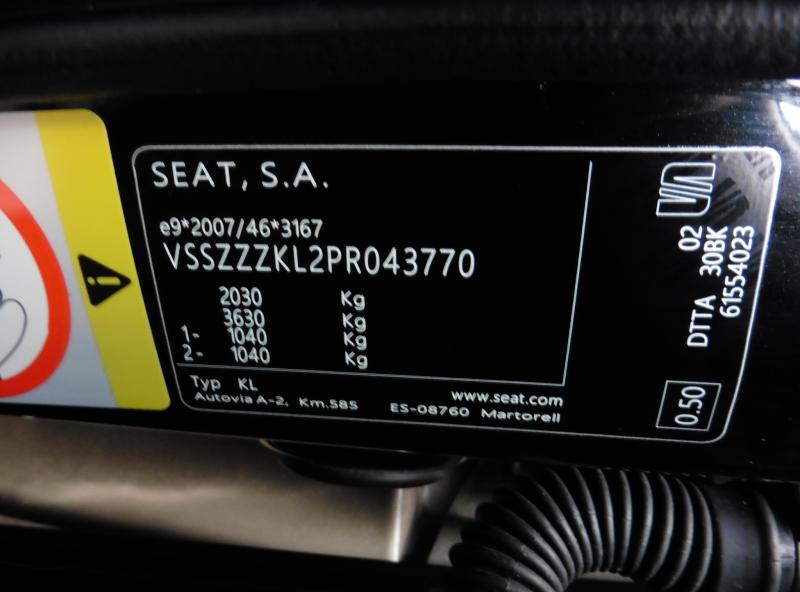 SEAT, S.A.
e9*2007/46*3167
VSSZZZKL2PR043770
2030 Kg
3630 Kg
1- 1040 Kg
2- 1040 Kg
Typ KL
www.seat.com
Autovia A-2, Km.585 ES-08760 Martorell
02
DTTA 30BK
61554023
0.50